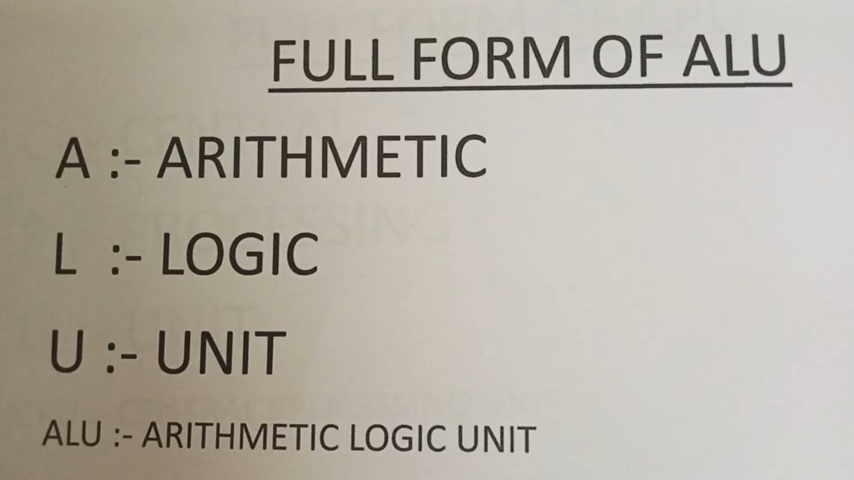 FULL FORM OF ALU
A :- ARITHMETIC
L :- LOGIC
U :- UNIT
ALU :- ARITHMETIC LOGIC UNIT